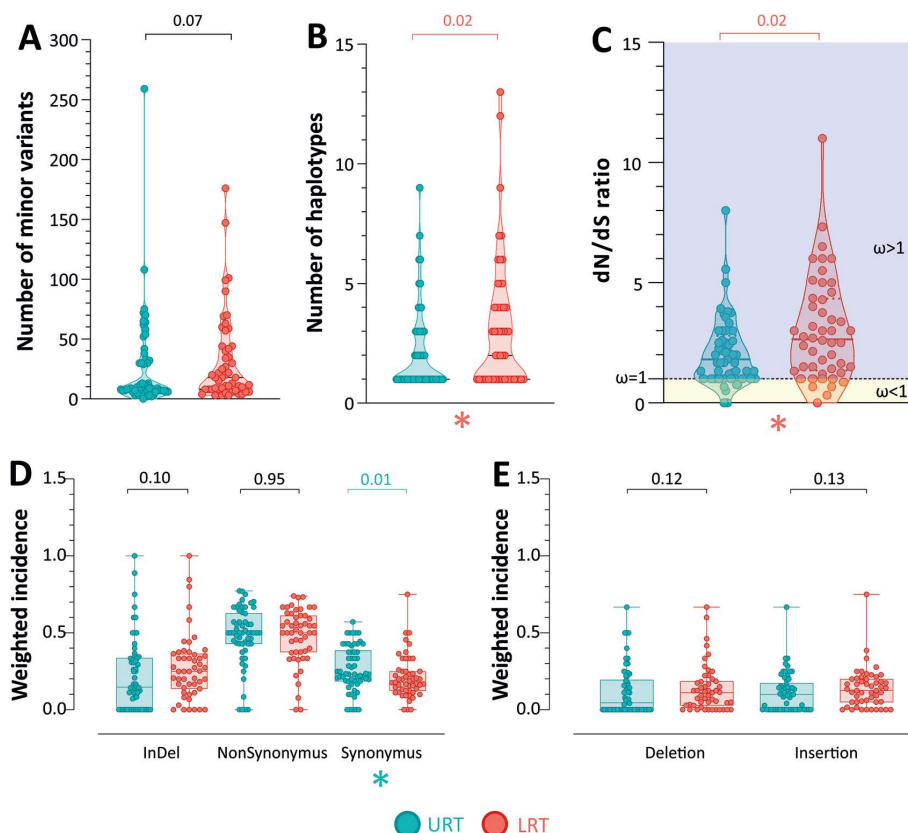 A
0.07
Number of minor variants
300
250
200
150
100
50
0
B
0.02
Number of haplotypes
15
10
5
0
*
C
0.02
dN/dS ratio
15
10
5
0
ω>1
ω=1
ω<1
*
D
0.10
0.95
0.01
Weighted incidence
1.5
1.0
0.5
0.0
InDel
NonSynonymus
Synonymus
*
E
0.12
0.13
Weighted incidence
1.5
1.0
0.5
0.0
Deletion
Insertion
URT
LRT